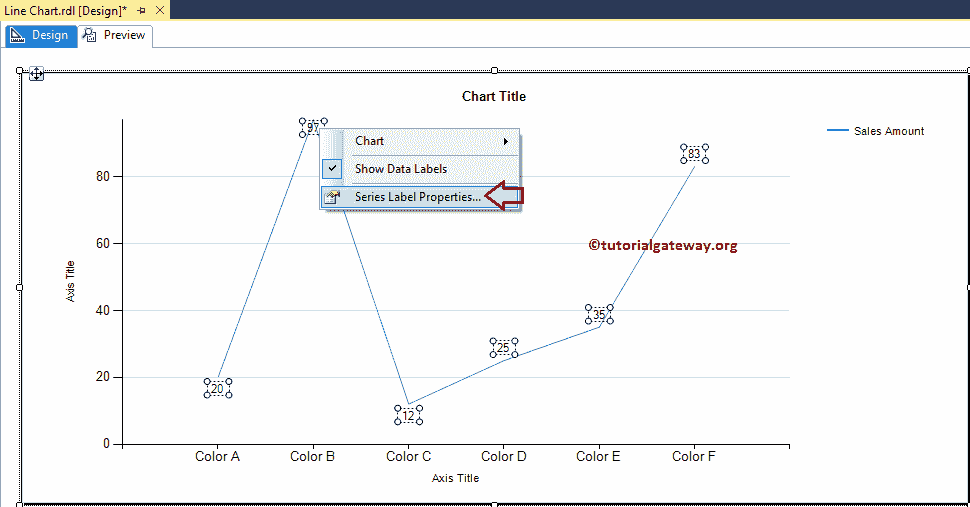 Line Chart.rdl [Design]*
Design Preview
Chart Title
97
Chart
Show Data Labels
Series Label Properties...
Sales Amount
83
80
60
©tutorialgateway.org
40
35
25
20
20
12
0
Axis Title
Color A Color B Color C Color D Color E Color F
Axis Title